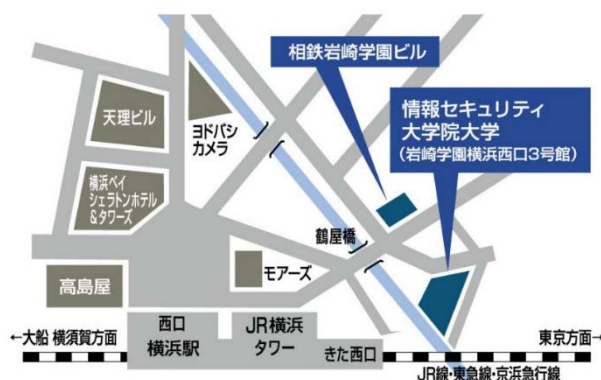 相鉄岩崎学園ビル
情報セキュリティ
大学院大学
(岩崎学園横浜西口3号館)
天理ビル
ヨドバシ
カメラ
横浜ベイ
シェラトンホテル
&タワーズ
鶴屋橋
モアーズ
高島屋
西口
横浜駅
JR横浜
タワー
きた西口
←大船 横須賀方面
東京方面→
JR線・東急線・京浜急行線